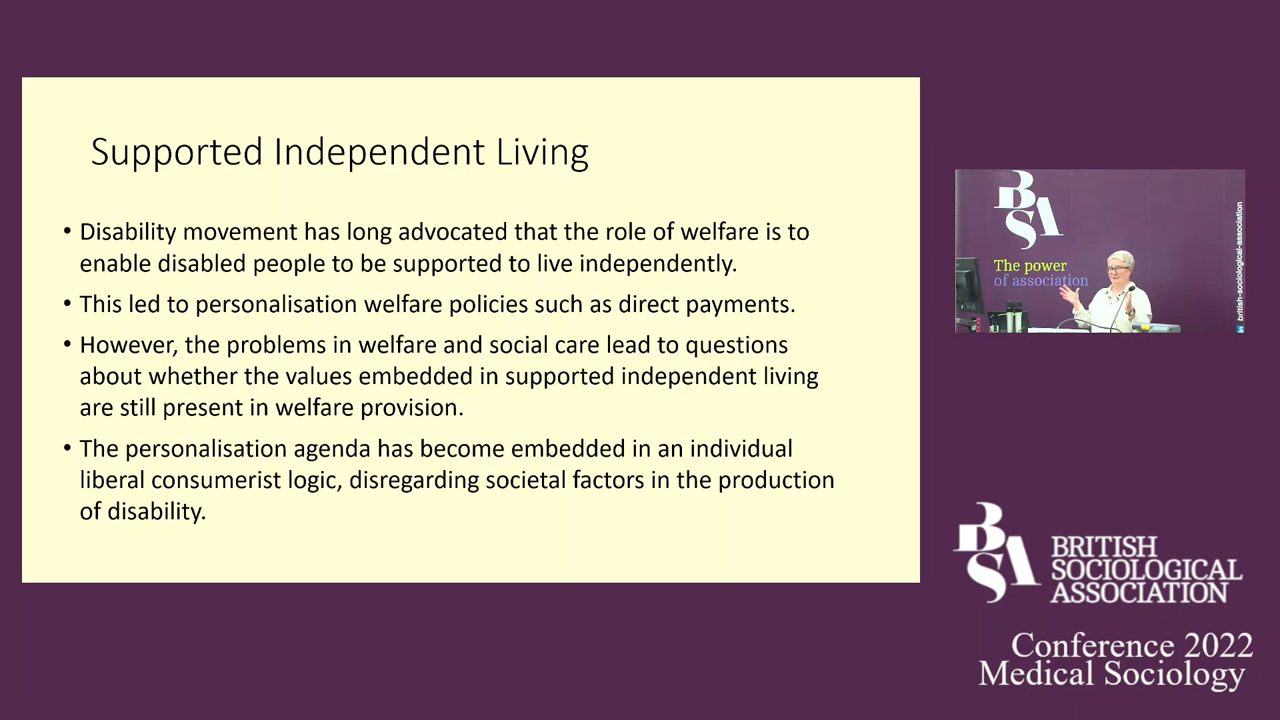 Supported Independent Living
• Disability movement has long advocated that the role of welfare is to
enable disabled people to be supported to live independently.
• This led to personalisation welfare policies such as direct payments.
• However, the problems in welfare and social care lead to questions
about whether the values embedded in supported independent living
are still present in welfare provision.
• The personalisation agenda has become embedded in an individual
liberal consumerist logic, disregarding societal factors in the production
of disability.
BSA
The power
of association
british-sociological-association
in
BSA
BRITISH
SOCIOLOGICAL
ASSOCIATION
Conference 2022
Medical Sociology